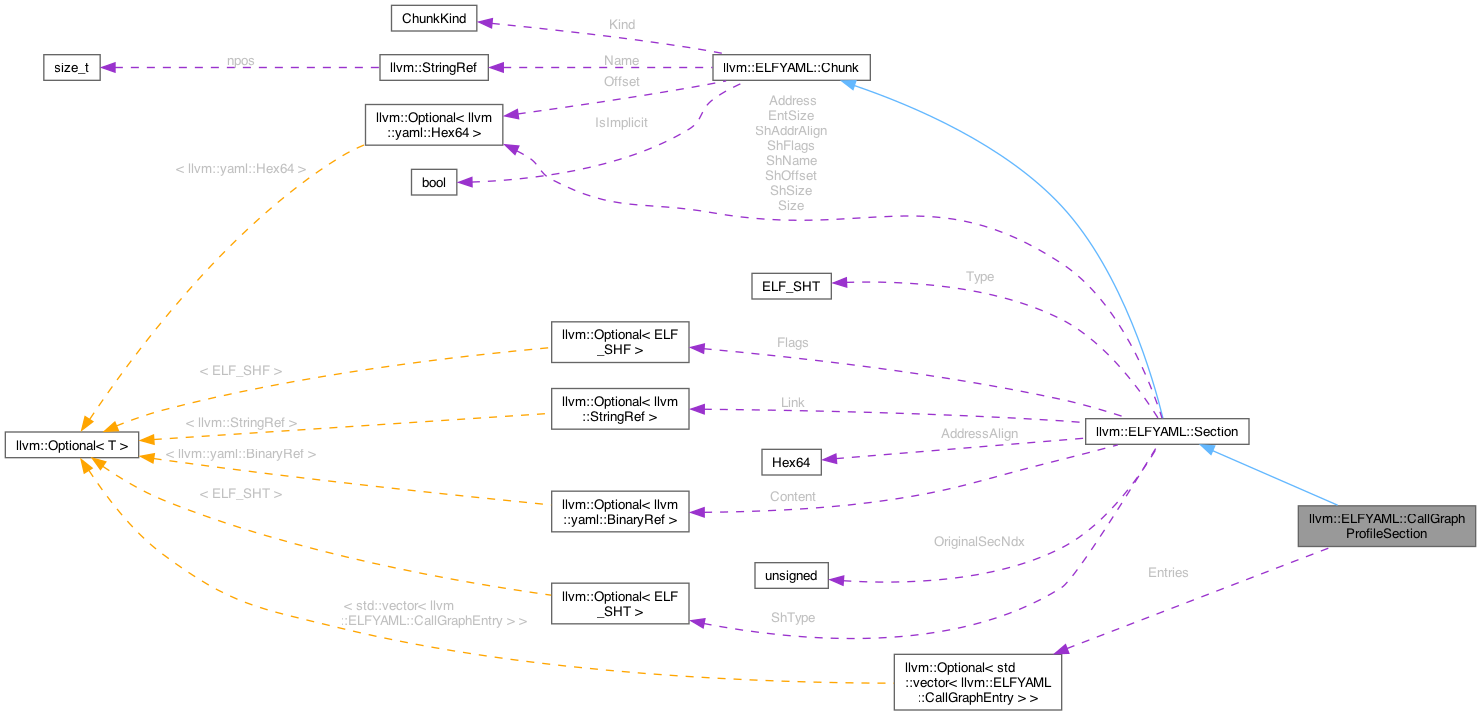 ChunkKind
Kind
size_t
npos
llvm::StringRef
Name
llvm::ELFYAML::Chunk
Offset
llvm::Optional< llvm
::yaml::Hex64 >
IsImplicit
Address
EntSize
ShAddrAlign
ShFlags
ShName
ShOffset
ShSize
Size
< llvm::yaml::Hex64 >
bool
ELF_SHT
Type
llvm::Optional< ELF
_SHF >
Flags
< ELF_SHF >
llvm::Optional< llvm
::StringRef >
Link
< llvm::StringRef >
llvm::Optional< T >
llvm::ELFYAML::Section
AddressAlign
Hex64
< llvm::yaml::BinaryRef >
llvm::Optional< llvm
::yaml::BinaryRef >
Content
< ELF_SHT >
llvm::ELFYAML::CallGraph
ProfileSection
OriginalSecNdx
unsigned
Entries
llvm::Optional< ELF
_SHT >
ShType
< std::vector< llvm
::ELFYAML::CallGraphEntry > >
llvm::Optional< std
::vector< llvm::ELFYAML
::CallGraphEntry > >